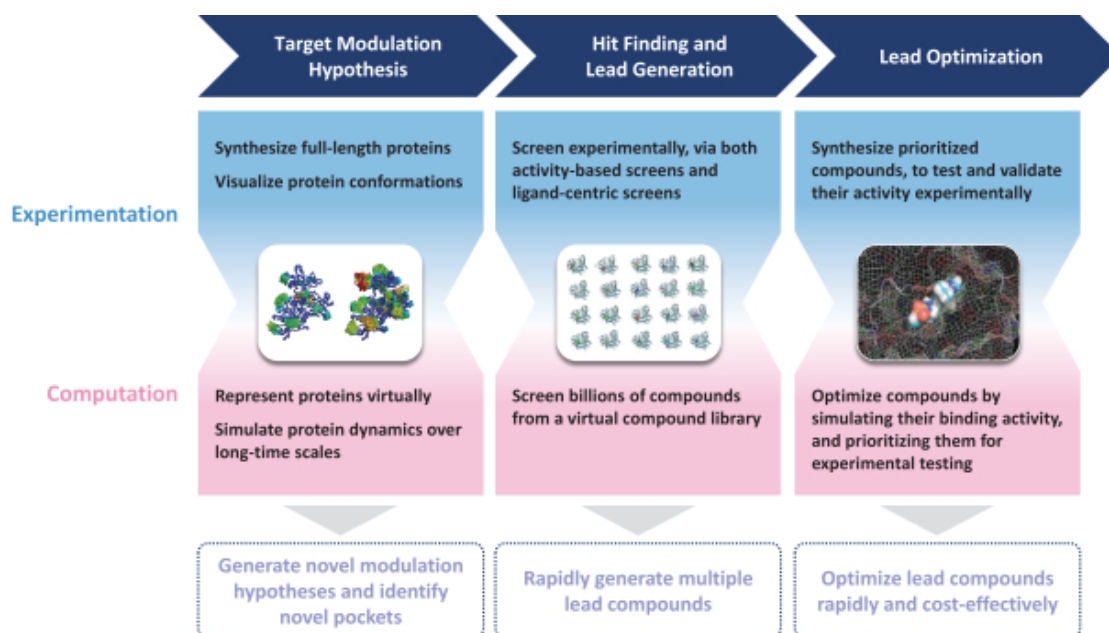 Target Modulation
Hypothesis
Hit Finding and
Lead Generation
Lead Optimization
Experimentation
Synthesize full-length proteins
Visualize protein conformations
Screen experimentally, via both
activity-based screens and
ligand-centric screens
Synthesize prioritized
compounds, to test and validate
their activity experimentally
Computation
Represent proteins virtually
Simulate protein dynamics over
long-time scales
Screen billions of compounds
from a virtual compound library
Optimize compounds by
simulating their binding activity,
and prioritizing them for
experimental testing
Generate novel modulation
hypotheses and identify
novel pockets
Rapidly generate multiple
lead compounds
Optimize lead compounds
rapidly and cost-effectively